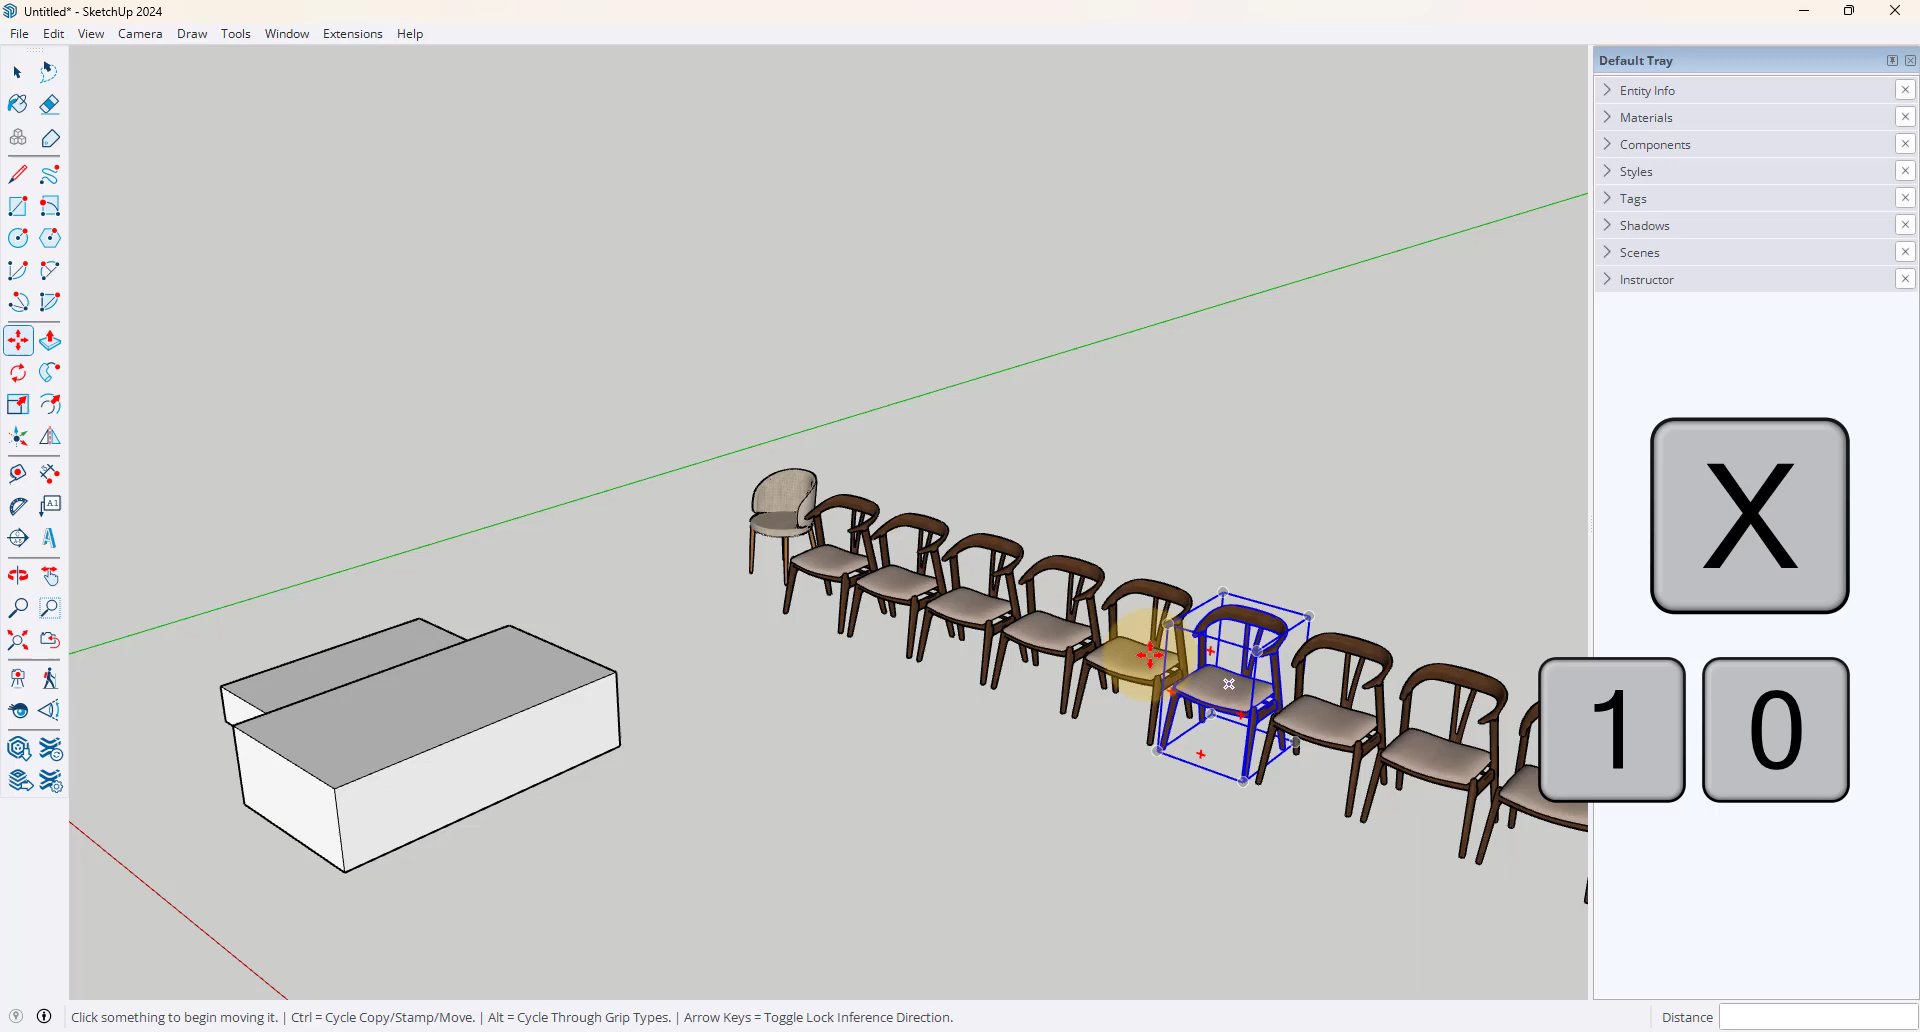 Untitled* - SketchUp 2024
File Edit View Camera Draw Tools Window Extensions Help
Default Tray
Entity Info
Materials
Components
Styles
Tags
Shadows
Scenes
Instructor
X
1 0
A1
Click something to begin moving it. | Ctrl = Cycle Copy/Stamp/Move. | Alt = Cycle Through Grip Types. | Arrow Keys = Toggle Lock Inference Direction.
Distance